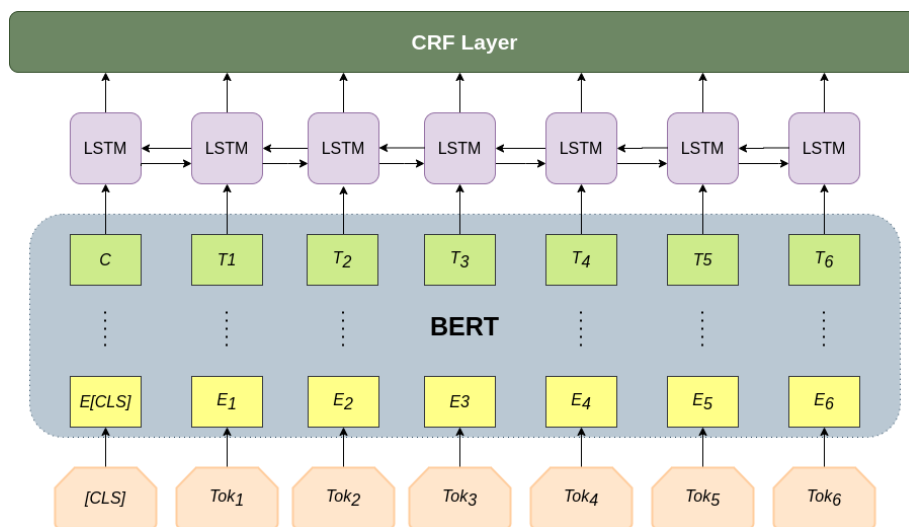 CRF Layer
LSTM LSTM LSTM LSTM LSTM LSTM LSTM
C T1 T2 T3 T4 T5 T6
BERT
E[CLS] E1 E2 E3 E4 E5 E6
[CLS] Tok1 Tok2 Tok3 Tok4 Tok5 Tok6